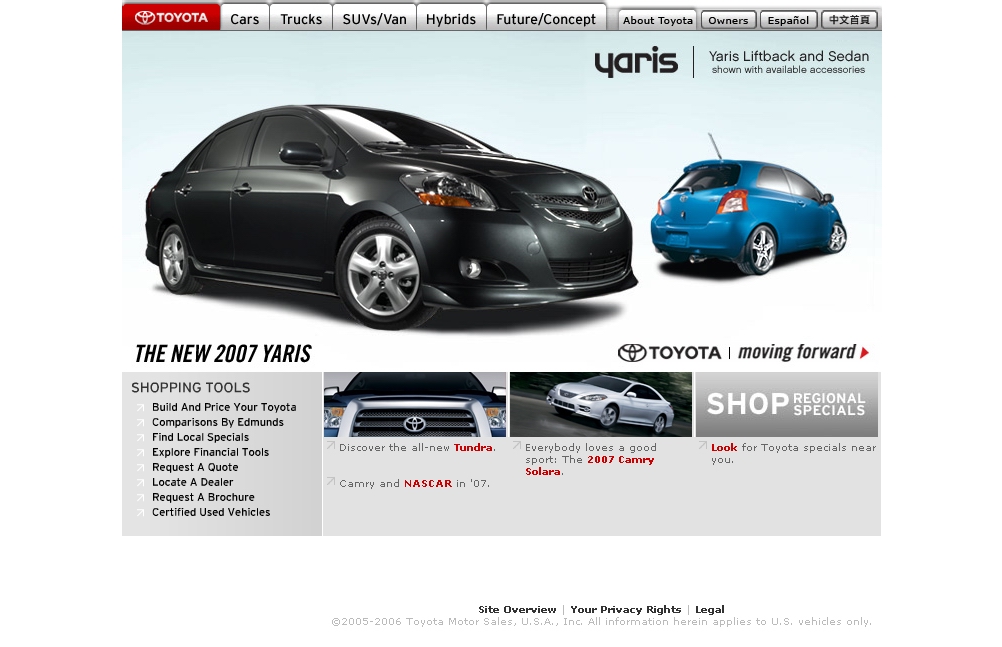 TOYOTA
Cars
Trucks
SUVs/Van
Hybrids
Future/Concept
About Toyota
Owners
Español
中文首頁
yaris
Yaris Liftback and Sedan
shown with available accessories
THE NEW 2007 YARIS
TOYOTA | moving forward
SHOPPING TOOLS
Build And Price Your Toyota
Comparisons By Edmunds
Find Local Specials
Explore Financial Tools
Request A Quote
Locate A Dealer
Request A Brochure
Certified Used Vehicles
Discover the all-new Tundra.
Camry and NASCAR in '07.
Everybody loves a good
sport: The 2007 Camry
Solara.
SHOP REGIONAL
SPECIALS
Look for Toyota specials near
you.
Site Overview | Your Privacy Rights | Legal
©2005-2006 Toyota Motor Sales, U.S.A., Inc. All information herein applies to U.S. vehicles only.